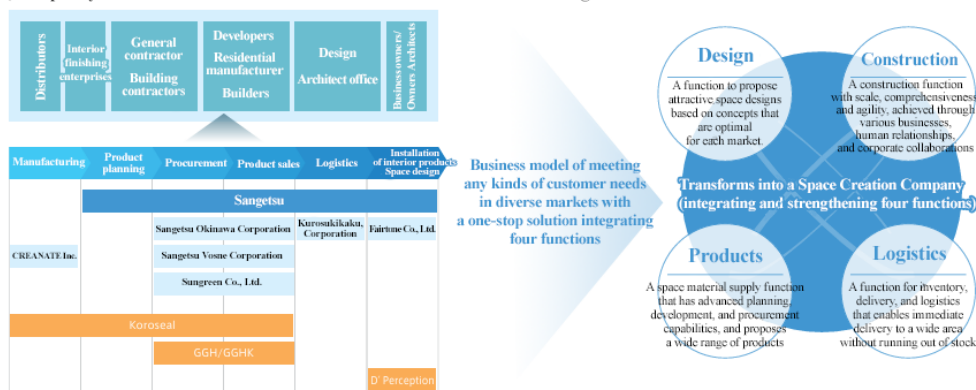 Distributors
Interior
finishing
enterprises
General
contractor
Building
contractors
Developers
Residential
manufacturer
Builders
Design
Architect office
Business owners/
Owners Architects
Manufacturing
Product
planning
Procurement
Product sales
Logistics
Installation
of interior products
Space design
Sangetsu
Sangetsu Okinawa Corporation
Kurosukikaku,
Corporation
Fairtone Co., Ltd.
CREANATE Inc.
Sangetsu Vosne Corporation
Sungreen Co., Ltd.
Koroseal
GGH/GGHK
D' Perception
Business model of meeting
any kinds of customer needs
in diverse markets with
a one-stop solution integrating
four functions
Design
A function to propose
attractive space designs
based on concepts that
are optimal
for each market.
Construction
A construction function
with scale, comprehensiveness
and agility, achieved through
various businesses,
human relationships,
and corporate collaborations
Transforms into a Space Creation Company
(integrating and strengthening four functions)
Products
A space material supply function
that has advanced planning,
development, and procurement
capabilities, and proposes
a wide range of products
Logistics
A function for inventory,
delivery, and logistics
that enables immediate
delivery to a wide area
without running out of stock